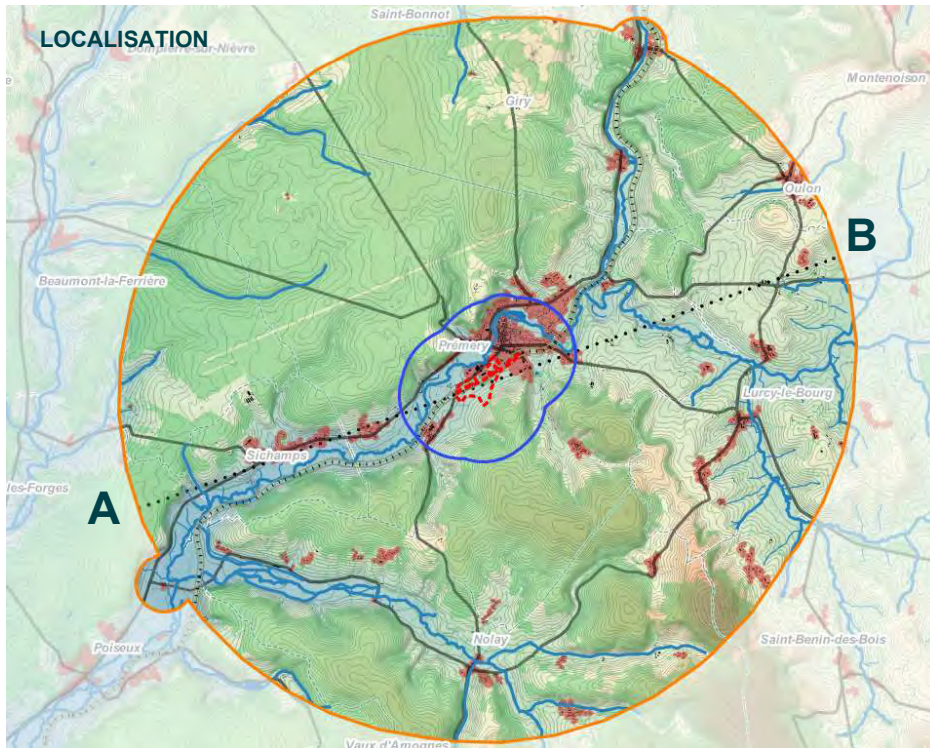 Saint-Bonnot
LOCALISATION
Dompierre-sur-Nièvre
Montenoison
Giry
Oulon
B
Beaumont-la-Ferrière
Prémery
Lurcy-le-Bourg
Sichamps
les-Forges
A
Saint-Benin-des-Bois
Nolay
Poiseux
Vaux d'Amognes